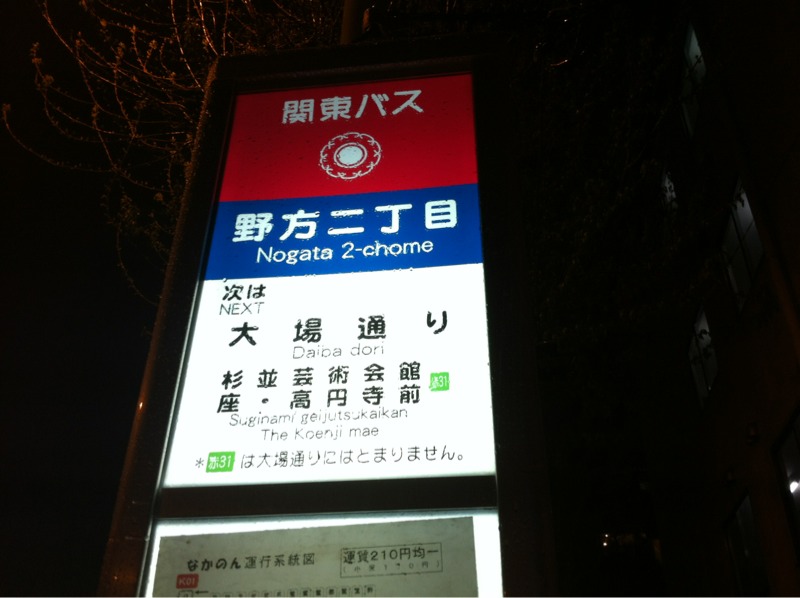 関東バス
野方二丁目
Nogata 2-chome
次は
NEXT
大場通り
Daiba dori
杉並芸術会館
座・高円寺前
Suginami geijutsukaikan
The Koenji mae
*赤31は大場通りにはとまりません。
なかのん運行系統図
運賃210円均一
K01